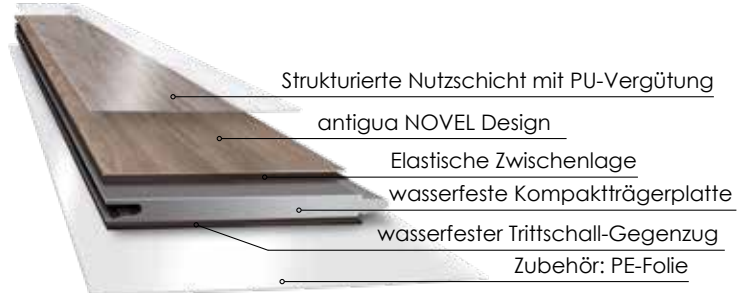 Strukturierte Nutzschicht mit PU-Vergütung
antigua NOVEL Design
Elastische Zwischenlage
wasserfeste Kompaktträgerplatte
wasserfester Trittschall-Gegenzug
Zubehör: PE-Folie